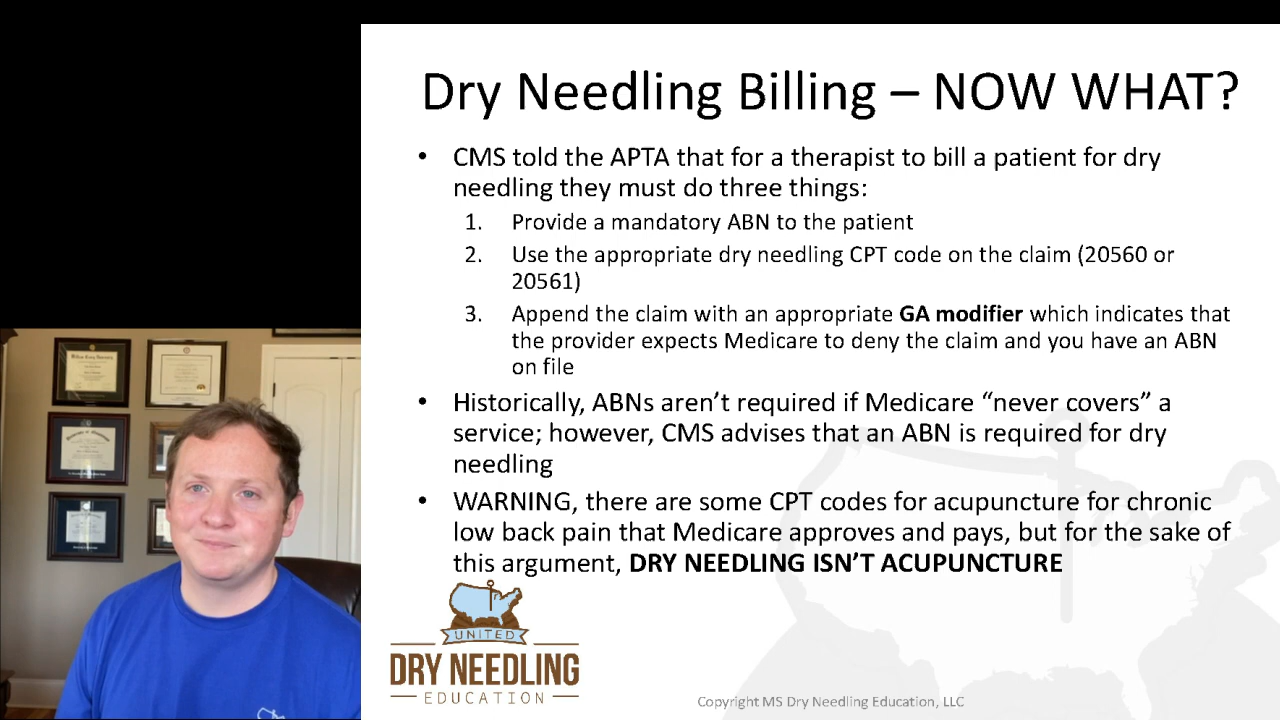 Dry Needling Billing – NOW WHAT?
• CMS told the APTA that for a therapist to bill a patient for dry
needling they must do three things:
1. Provide a mandatory ABN to the patient
2. Use the appropriate dry needling CPT code on the claim (20560 or
20561)
3. Append the claim with an appropriate GA modifier which indicates that
the provider expects Medicare to deny the claim and you have an ABN
on file
• Historically, ABNs aren’t required if Medicare “never covers” a
service; however, CMS advises that an ABN is required for dry
needling
• WARNING, there are some CPT codes for acupuncture for chronic
low back pain that Medicare approves and pays, but for the sake of
this argument, DRY NEEDLING ISN’T ACUPUNCTURE
UNITED
DRY NEEDLING
EDUCATION
Copyright MS Dry Needling Education, LLC